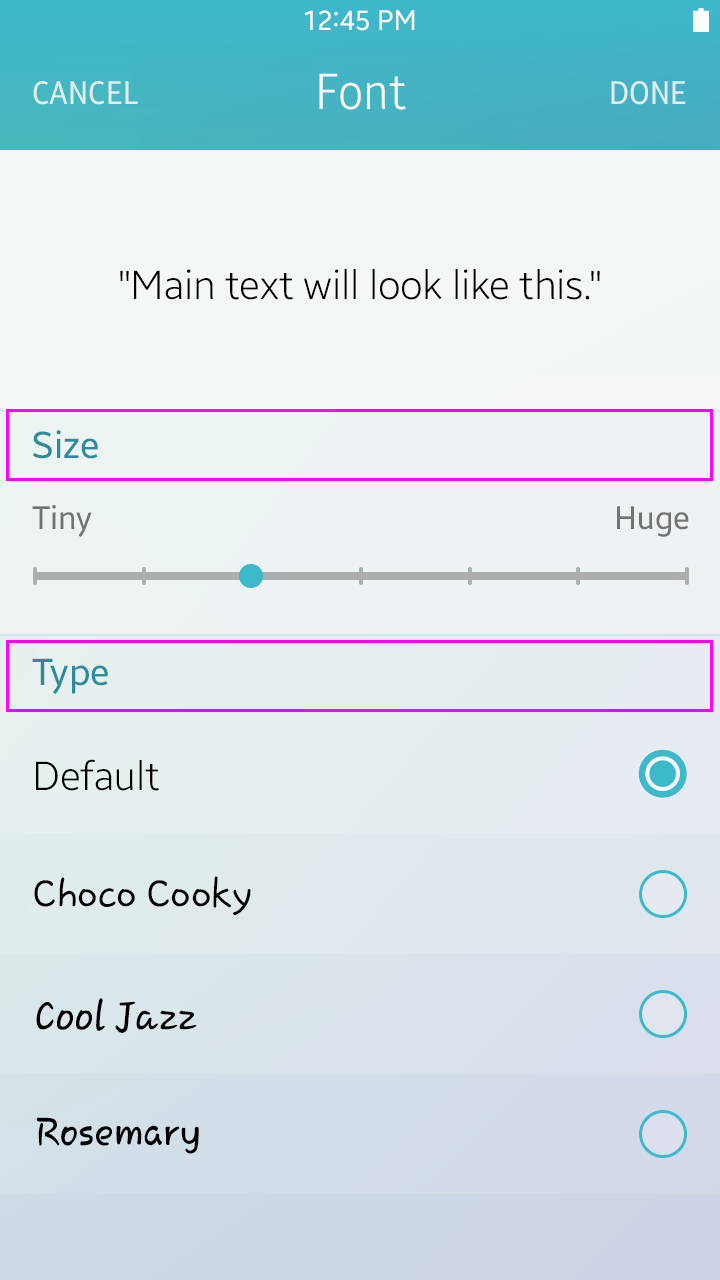 12:45 PM
CANCEL Font DONE
"Main text will look like this."
Size
Tiny Huge
Type
Default
Choco Cooky
Cool Jazz
Rosemary